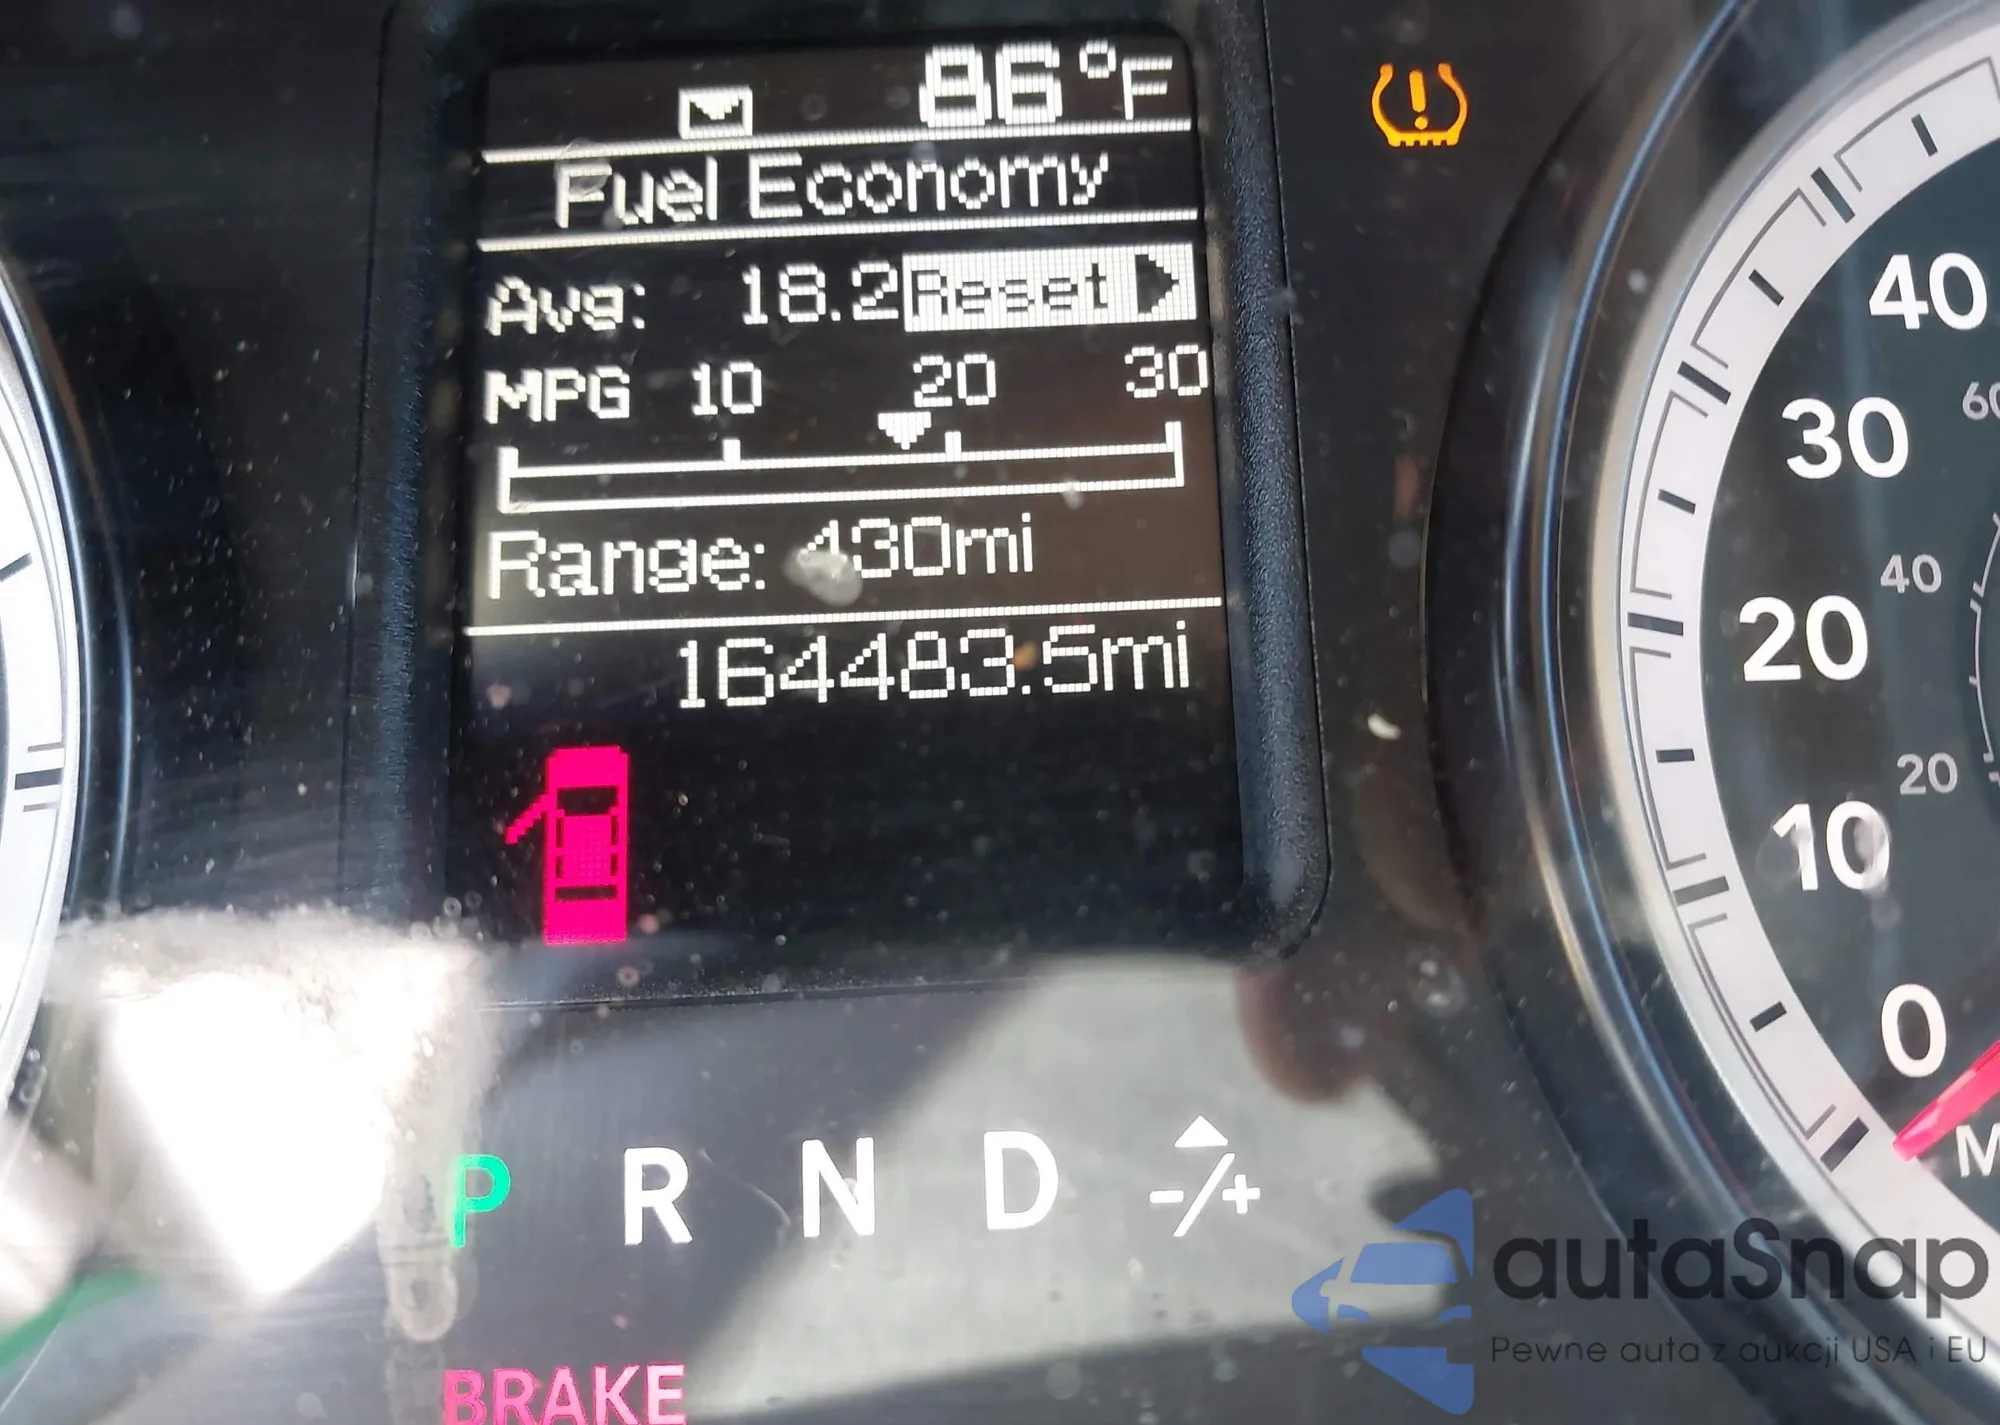 86°F
Fuel Economy
Avg: 18.2 Reset
MPG 10 20 30
Range: 430mi
164483.5mi
P R N D -/+
BRAKE
40
30
20
10
0
60
40
20
M
autaSnap
Pewne auta z aukcji USA i EU